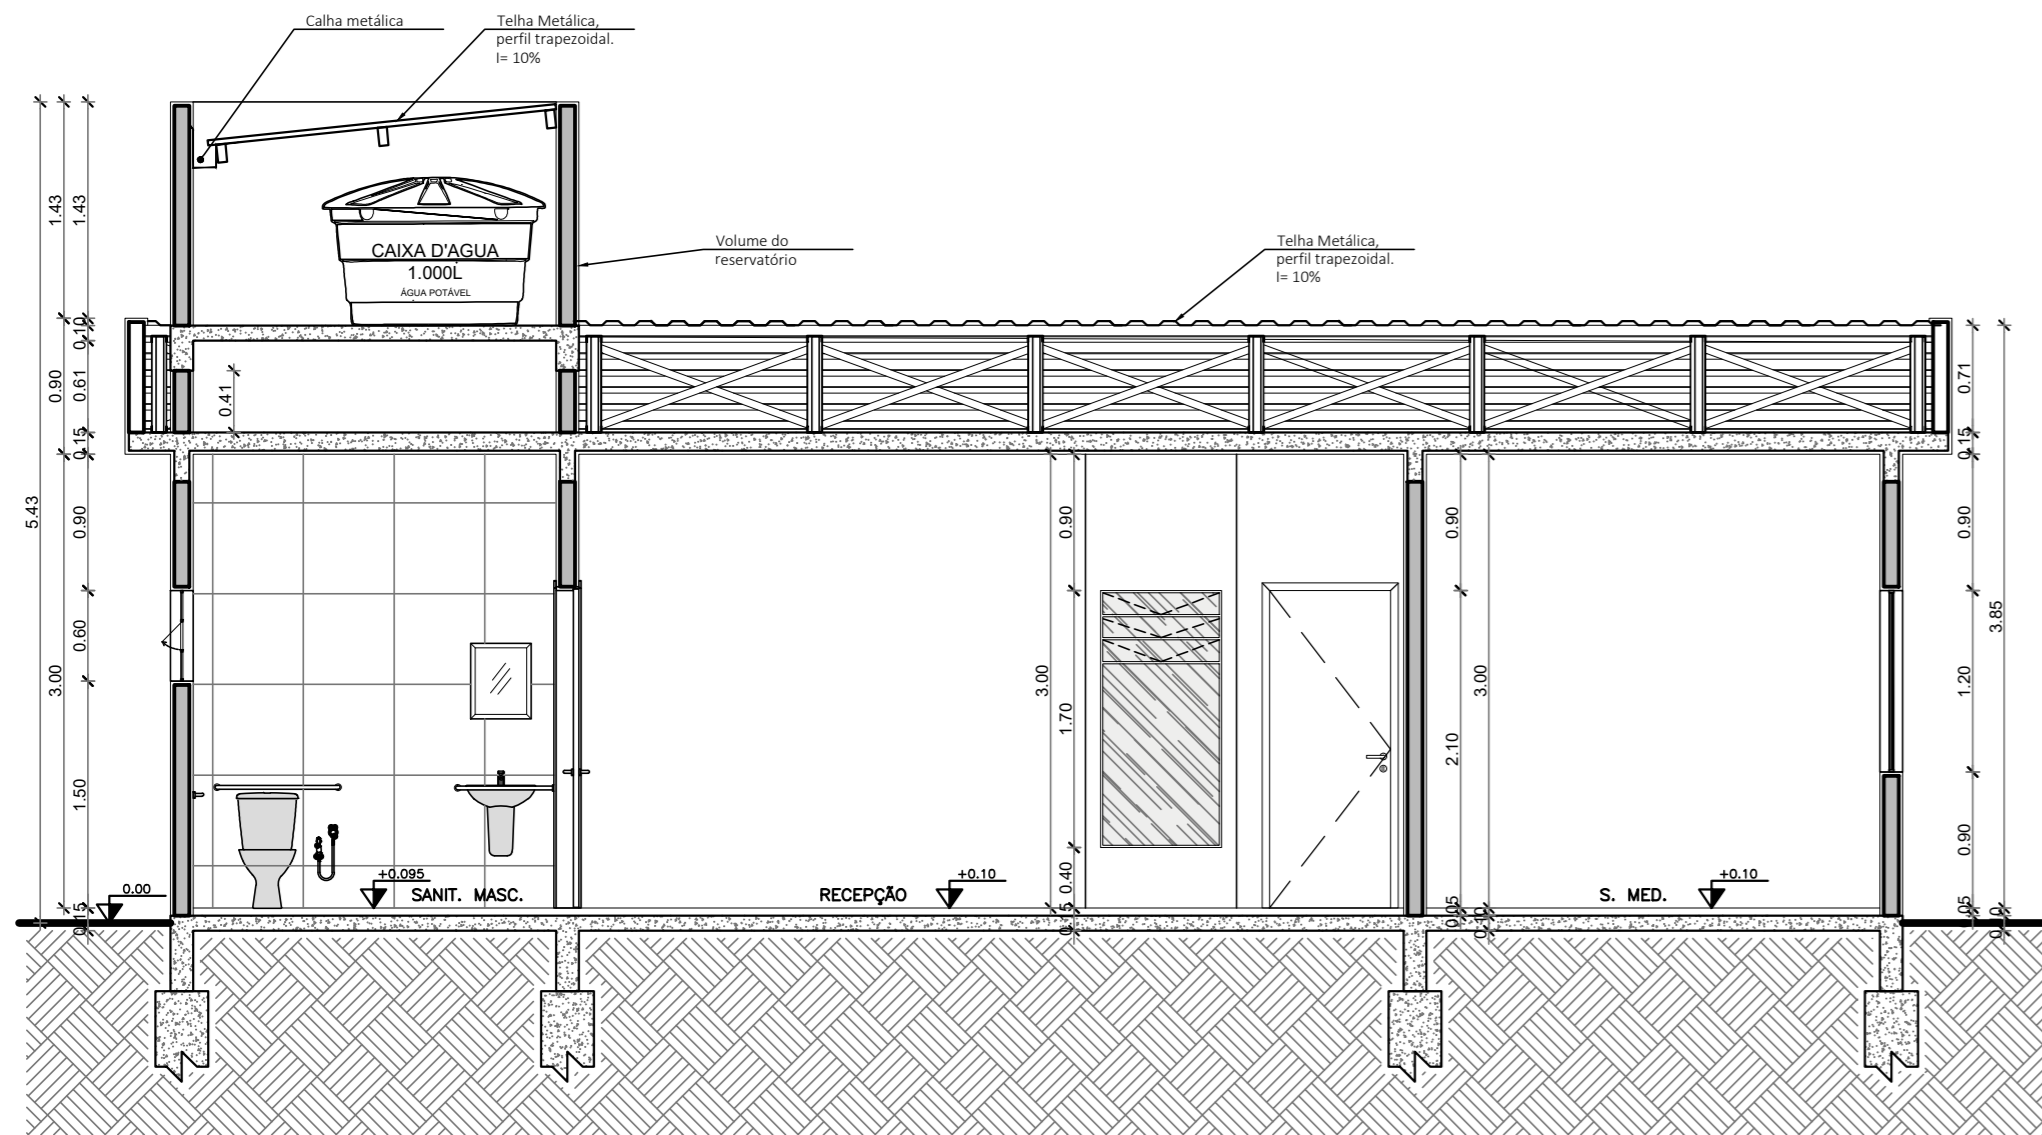 Calha metálica
Telha Metálica,
perfil trapezoidal.
I= 10%
CAIXA D'AGUA
1.000L
ÁGUA POTÁVEL
Volume do
reservatório
Telha Metálica,
perfil trapezoidal.
I= 10%
5.43
1.43
0.90
3.00
1.43
0.10
0.61
0.15
0.90
0.60
1.50
0.15
0.41
3.00
0.90
1.70
0.40
0.90
2.10
0.05
3.00
0.10
0.71
0.15
0.90
1.20
0.90
3.85
0.00
+0.095
SANIT. MASC.
RECEPÇÃO
+0.10
S. MED.
+0.10